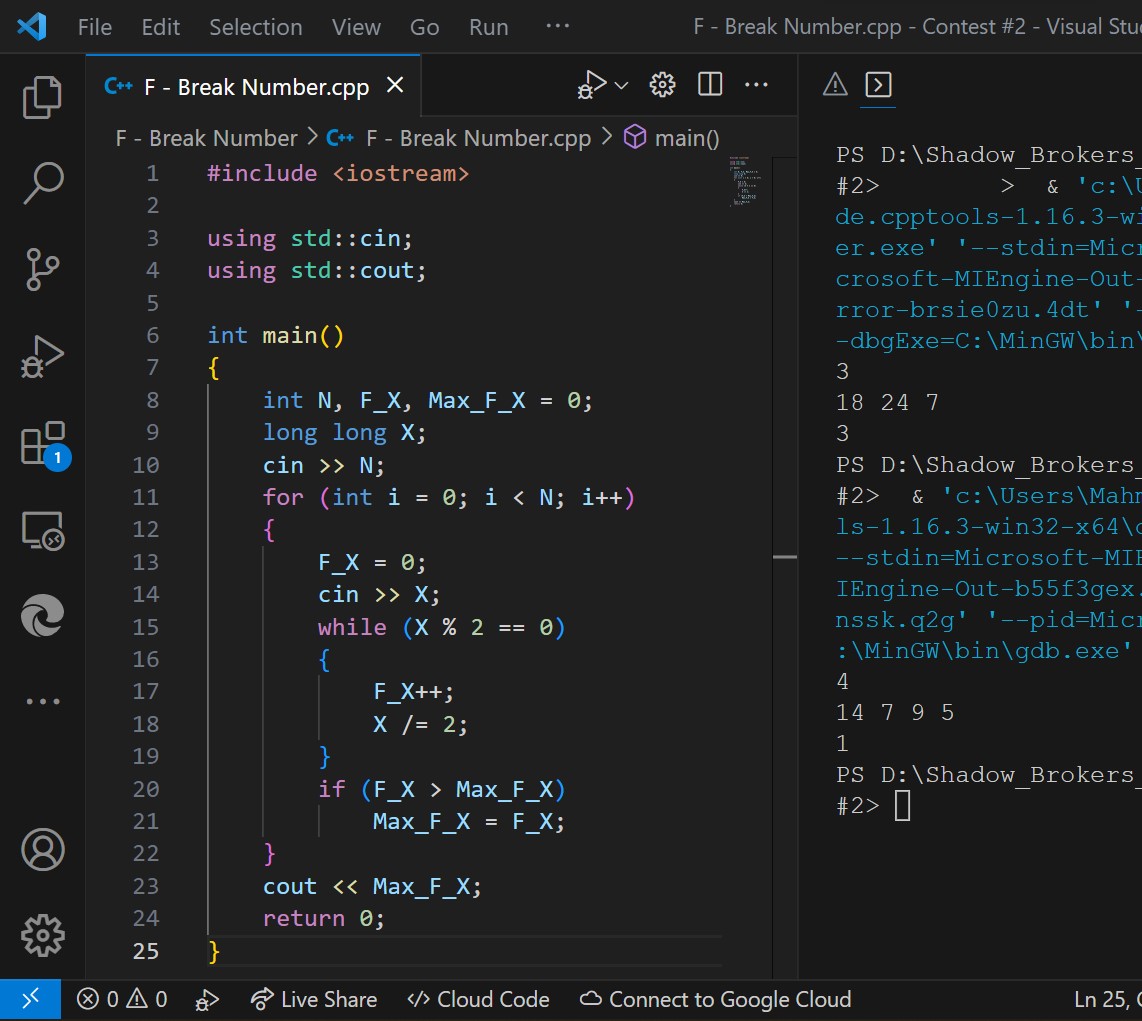 File Edit Selection View Go Run ··· F - Break Number.cpp - Contest #2 - Visual Stu
C++ F - Break Number.cpp
F - Break Number > C++ F - Break Number.cpp > main()
1 #include <iostream>
2
3 using std::cin;
4 using std::cout;
5
6 int main()
7 {
8 int N, F_X, Max_F_X = 0;
9 long long X;
10 cin >> N;
11 for (int i = 0; i < N; i++)
12 {
13 F_X = 0;
14 cin >> X;
15 while (X % 2 == 0)
16 {
17 F_X++;
18 X /= 2;
19 }
20 if (F_X > Max_F_X)
21 Max_F_X = F_X;
22 }
23 cout << Max_F_X;
24 return 0;
25 }
PS D:\Shadow_Brokers_
#2> > & 'c:\U
de.cpptools-1.16.3-wi
er.exe' '--stdin=Micr
crosoft-MIEngine-Out-
rror-brsie0zu.4dt' '-
-dbgExe=C:\MinGW\bin\
3
18 24 7
3
PS D:\Shadow_Brokers_
#2> & 'c:\Users\Mahm
ls-1.16.3-win32-x64\d
--stdin=Microsoft-MIE
IEngine-Out-b55f3gex.
nssk.q2g' '--pid=Micr
:\MinGW\bin\gdb.exe'
4
14 7 9 5
1
PS D:\Shadow_Brokers_
#2>
1
0 0 Live Share Cloud Code Connect to Google Cloud Ln 25, C